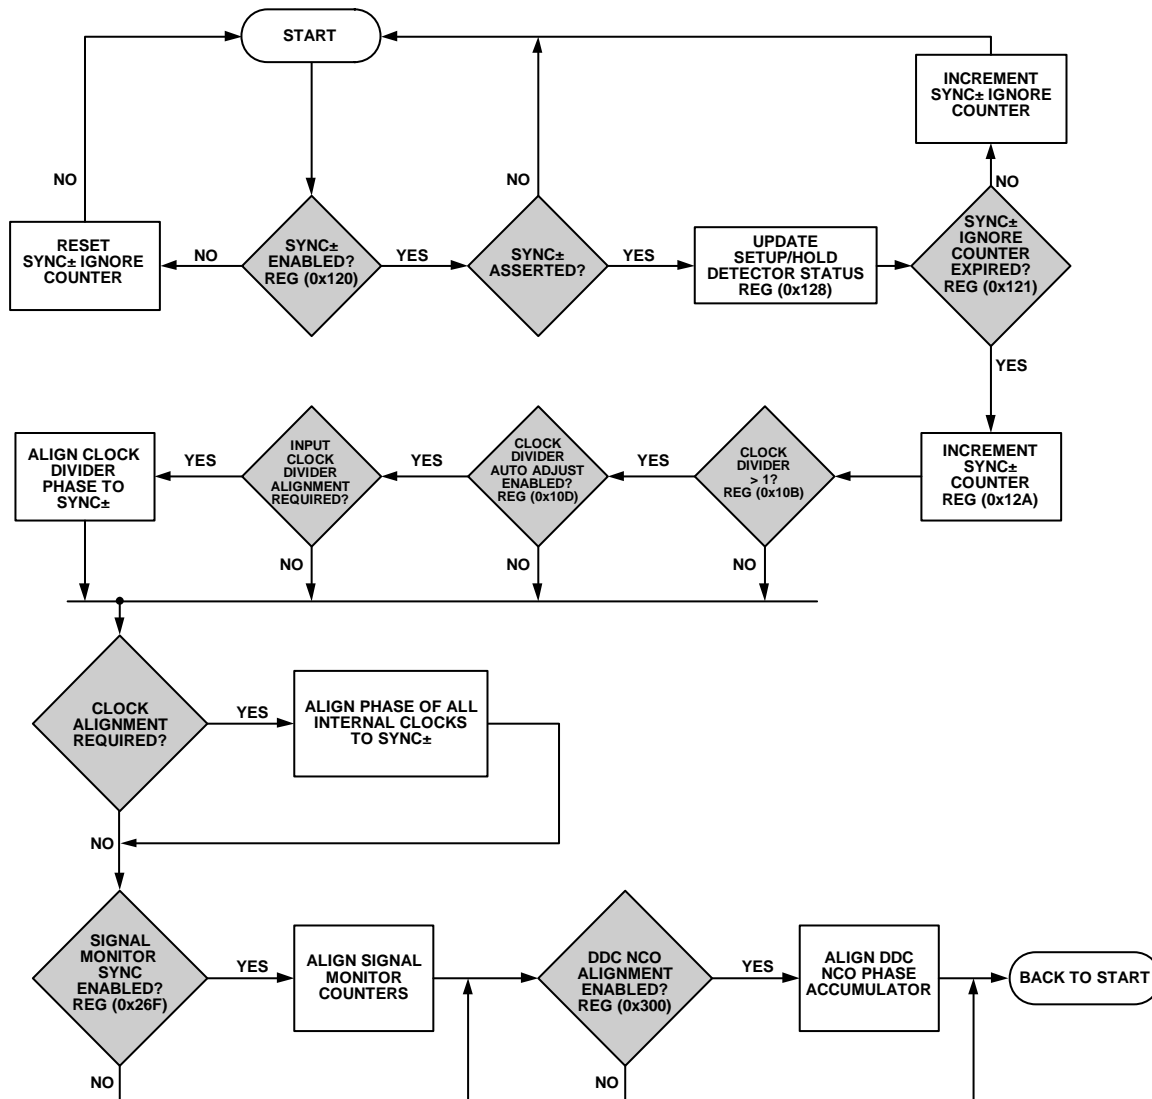 START
INCREMENT
SYNC± IGNORE
COUNTER
NO
NO
NO
RESET
SYNC± IGNORE
COUNTER
NO
SYNC±
ENABLED?
REG (0x120)
YES
SYNC±
ASSERTED?
YES
UPDATE
SETUP/HOLD
DETECTOR STATUS
REG (0x128)
SYNC±
IGNORE
COUNTER
EXPIRED?
REG (0x121)
YES
ALIGN CLOCK
DIVIDER
PHASE TO
SYNC±
YES
INPUT
CLOCK
DIVIDER
ALIGNMENT
REQUIRED?
YES
CLOCK
DIVIDER
AUTO ADJUST
ENABLED?
REG (0x10D)
YES
CLOCK
DIVIDER
> 1?
REG (0x10B)
INCREMENT
SYNC±
COUNTER
REG (0x12A)
NO
NO
NO
CLOCK
ALIGNMENT
REQUIRED?
YES
ALIGN PHASE OF ALL
INTERNAL CLOCKS
TO SYNC±
NO
SIGNAL
MONITOR
SYNC
ENABLED?
REG (0x26F)
YES
ALIGN SIGNAL
MONITOR
COUNTERS
DDC NCO
ALIGNMENT
ENABLED?
REG (0x300)
YES
ALIGN DDC
NCO PHASE
ACCUMULATOR
BACK TO START
NO
NO